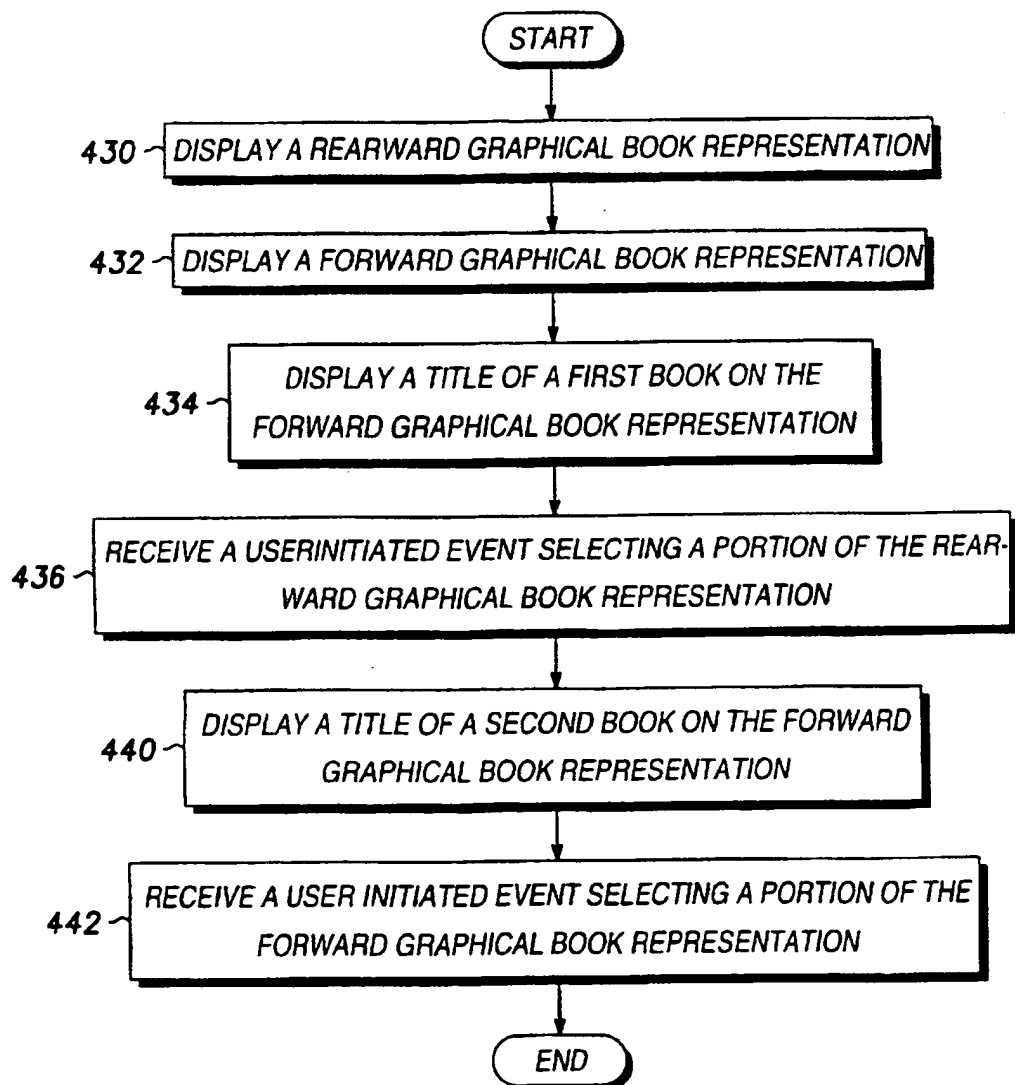 START
430 DISPLAY A REARWARD GRAPHICAL BOOK REPRESENTATION
432 DISPLAY A FORWARD GRAPHICAL BOOK REPRESENTATION
DISPLAY A TITLE OF A FIRST BOOK ON THE
434
FORWARD GRAPHICAL BOOK REPRESENTATION
RECEIVE A USERINITIATED EVENT SELECTING A PORTION OF THE REAR-
436
WARD GRAPHICAL BOOK REPRESENTATION
DISPLAY A TITLE OF A SECOND BOOK ON THE FORWARD
440
GRAPHICAL BOOK REPRESENTATION
RECEIVE A USER INITIATED EVENT SELECTING A PORTION OF THE
442
FORWARD GRAPHICAL BOOK REPRESENTATION
END